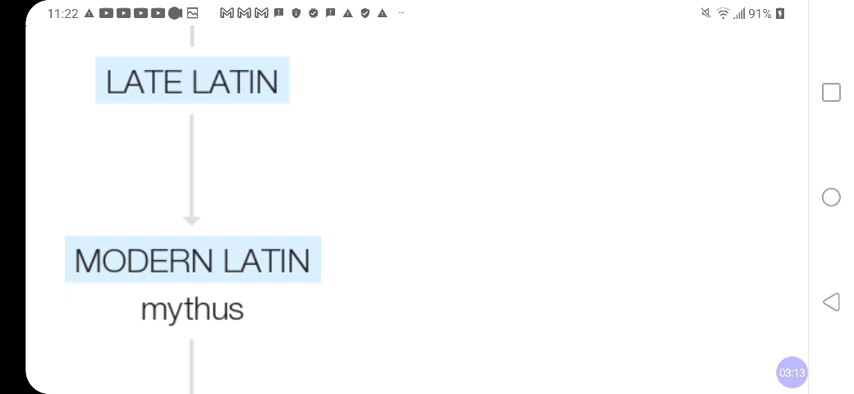 11:22
91%
LATE LATIN
MODERN LATIN
mythus
03:13